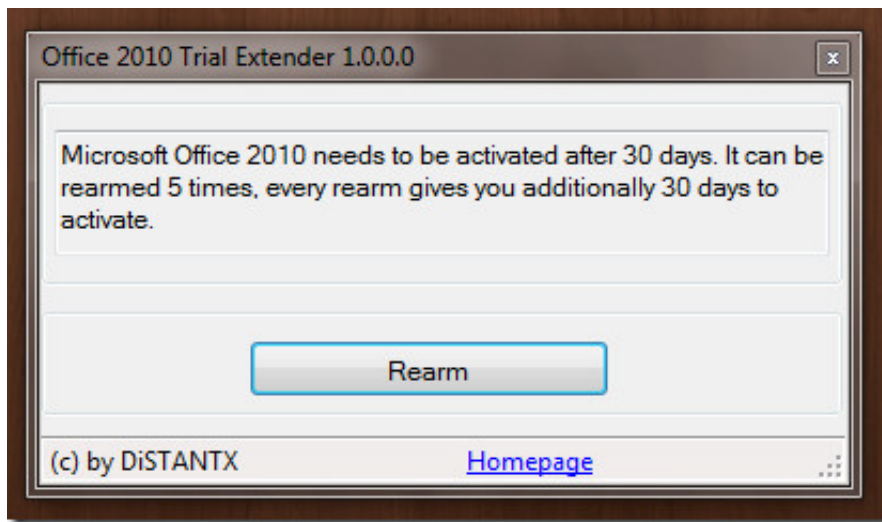 Office 2010 Trial Extender 1.0.0.0
x
Microsoft Office 2010 needs to be activated after 30 days. It can be
rearmed 5 times, every rearm gives you additionally 30 days to
activate.
Rearm
(c) by DiSTANTX Homepage